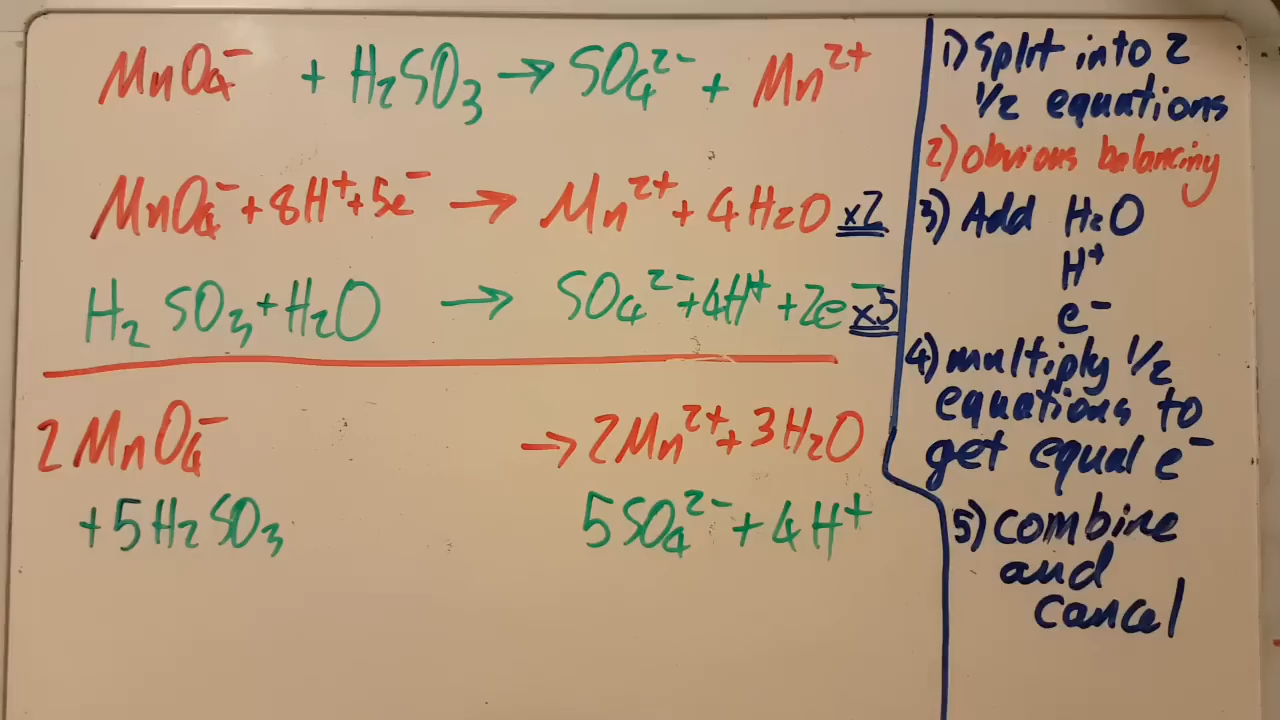 MnO₄⁻ + H₂SO₃ → SO₄²⁻ + Mn²⁺
MnO₄⁻ + 8H⁺ + 5e⁻ → Mn²⁺ + 4H₂O ×2
H₂SO₃ + H₂O → SO₄²⁻ + 4H⁺ + 2e⁻ ×5
2MnO₄⁻ → 2Mn²⁺ + 3H₂O
+ 5H₂SO₃ 5SO₄²⁻ + 4H⁺
1) Split into 2
1/2 equations
2) obvious balancing
3) Add H₂O
H⁺
e⁻
4) multiply 1/2
equations to
get equal e⁻
5) combine
and
cancel